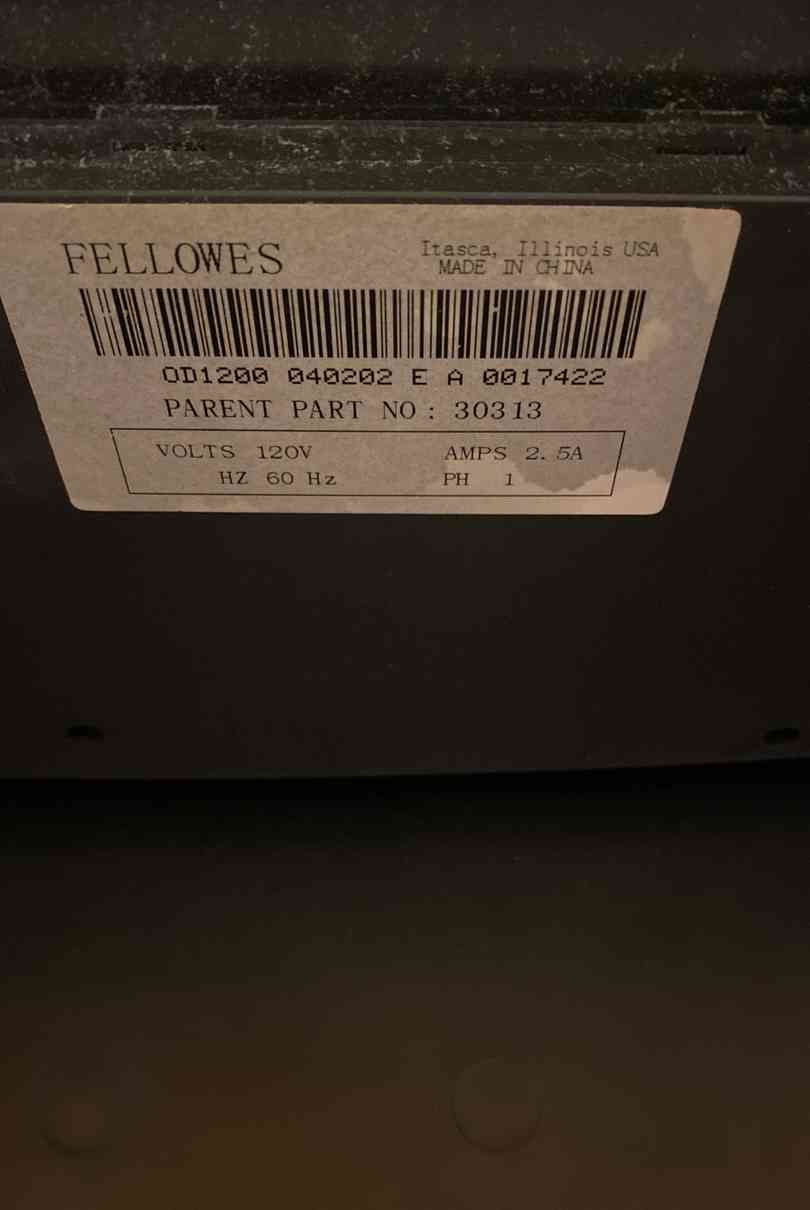 FELLOWES
Itasca, Illinois USA
MADE IN CHINA
OD1200 040202 E A 0017422
PARENT PART NO: 30313
VOLTS 120V AMPS 2.5A
HZ 60 Hz PH 1